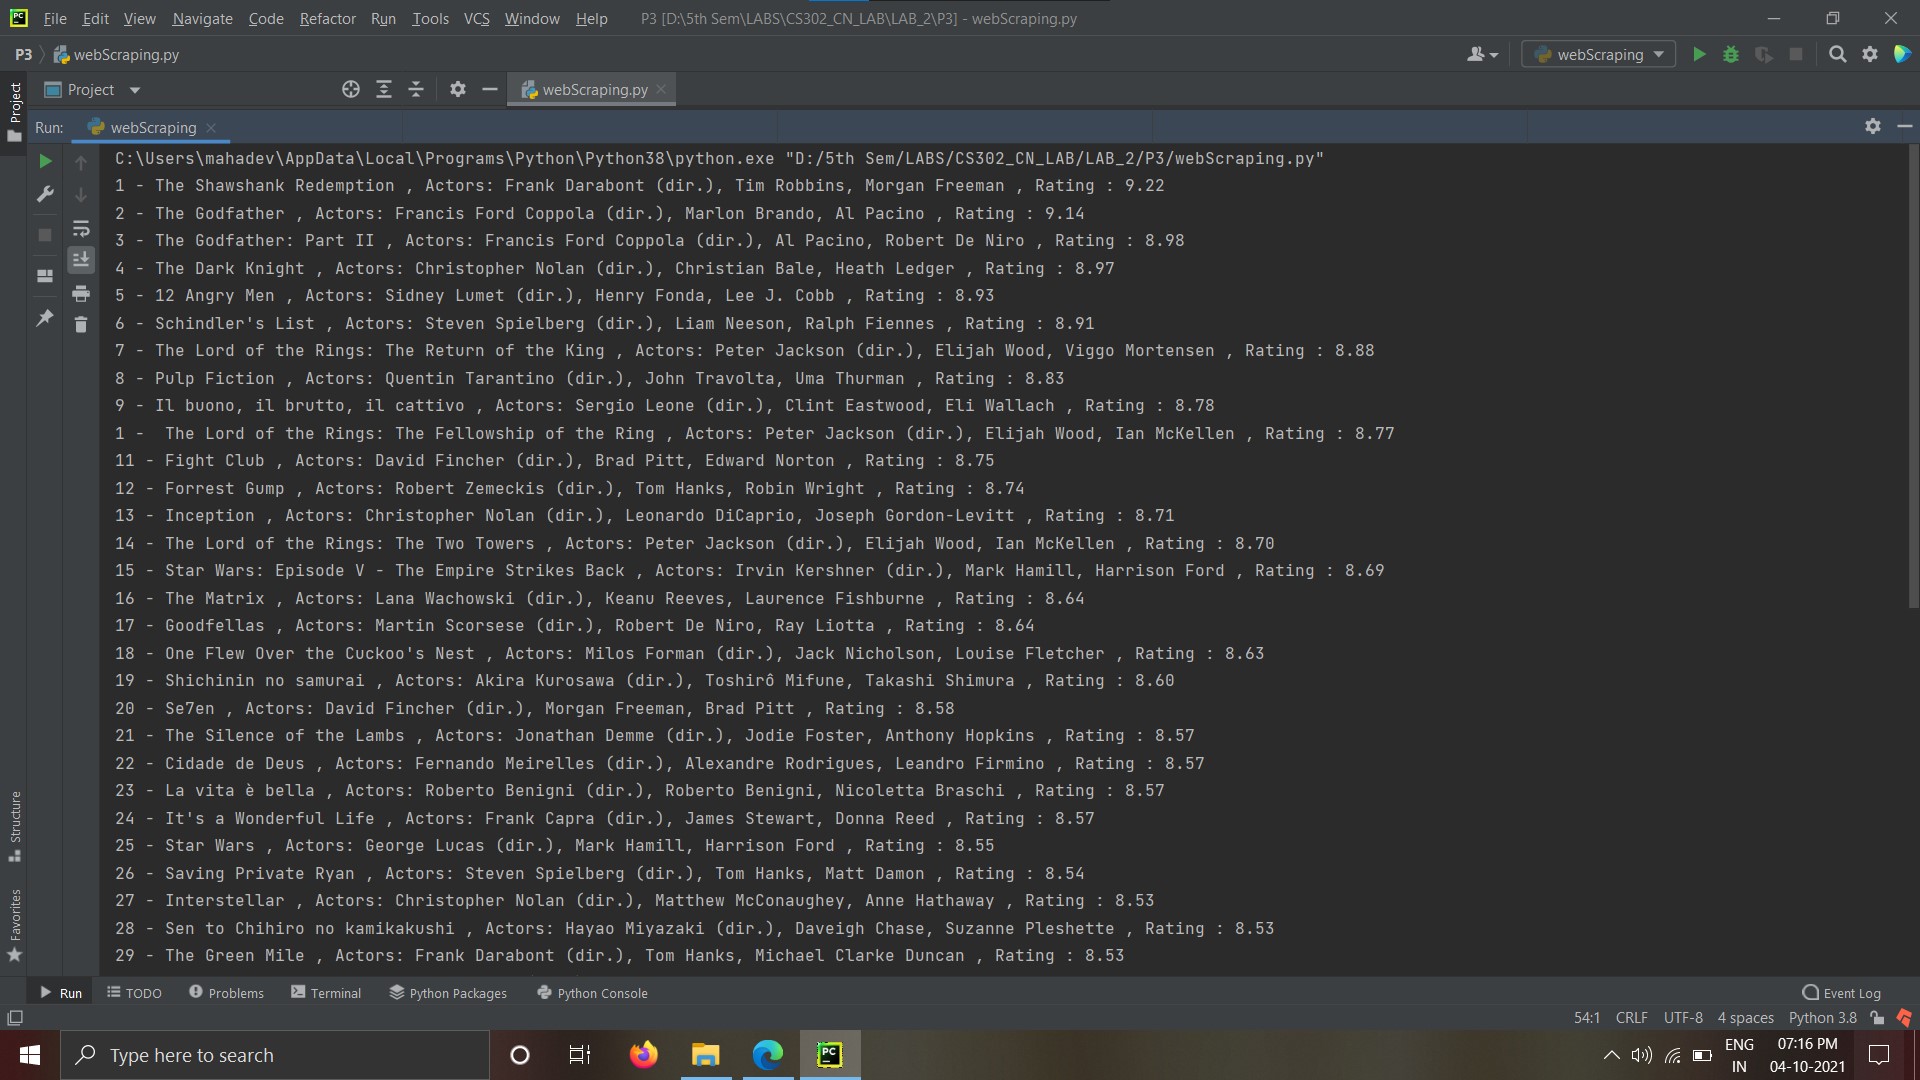 File Edit View Navigate Code Refactor Run Tools VCS Window Help P3 [D:\5th Sem\LABS\CS302_CN_LAB\LAB_2\P3] - webScraping.py
P3 webScraping.py webScraping
Project webScraping.py
Project
Run: webScraping
C:\Users\mahadev\AppData\Local\Programs\Python\Python38\python.exe "D:/5th Sem/LABS/CS302_CN_LAB/LAB_2/P3/webScraping.py"
1 - The Shawshank Redemption , Actors: Frank Darabont (dir.), Tim Robbins, Morgan Freeman , Rating : 9.22
2 - The Godfather , Actors: Francis Ford Coppola (dir.), Marlon Brando, Al Pacino , Rating : 9.14
3 - The Godfather: Part II , Actors: Francis Ford Coppola (dir.), Al Pacino, Robert De Niro , Rating : 8.98
4 - The Dark Knight , Actors: Christopher Nolan (dir.), Christian Bale, Heath Ledger , Rating : 8.97
5 - 12 Angry Men , Actors: Sidney Lumet (dir.), Henry Fonda, Lee J. Cobb , Rating : 8.93
6 - Schindler's List , Actors: Steven Spielberg (dir.), Liam Neeson, Ralph Fiennes , Rating : 8.91
7 - The Lord of the Rings: The Return of the King , Actors: Peter Jackson (dir.), Elijah Wood, Viggo Mortensen , Rating : 8.88
8 - Pulp Fiction , Actors: Quentin Tarantino (dir.), John Travolta, Uma Thurman , Rating : 8.83
9 - Il buono, il brutto, il cattivo , Actors: Sergio Leone (dir.), Clint Eastwood, Eli Wallach , Rating : 8.78
1 -  The Lord of the Rings: The Fellowship of the Ring , Actors: Peter Jackson (dir.), Elijah Wood, Ian McKellen , Rating : 8.77
11 - Fight Club , Actors: David Fincher (dir.), Brad Pitt, Edward Norton , Rating : 8.75
12 - Forrest Gump , Actors: Robert Zemeckis (dir.), Tom Hanks, Robin Wright , Rating : 8.74
13 - Inception , Actors: Christopher Nolan (dir.), Leonardo DiCaprio, Joseph Gordon-Levitt , Rating : 8.71
14 - The Lord of the Rings: The Two Towers , Actors: Peter Jackson (dir.), Elijah Wood, Ian McKellen , Rating : 8.70
15 - Star Wars: Episode V - The Empire Strikes Back , Actors: Irvin Kershner (dir.), Mark Hamill, Harrison Ford , Rating : 8.69
16 - The Matrix , Actors: Lana Wachowski (dir.), Keanu Reeves, Laurence Fishburne , Rating : 8.64
17 - Goodfellas , Actors: Martin Scorsese (dir.), Robert De Niro, Ray Liotta , Rating : 8.64
18 - One Flew Over the Cuckoo's Nest , Actors: Milos Forman (dir.), Jack Nicholson, Louise Fletcher , Rating : 8.63
19 - Shichinin no samurai , Actors: Akira Kurosawa (dir.), Toshirô Mifune, Takashi Shimura , Rating : 8.60
20 - Se7en , Actors: David Fincher (dir.), Morgan Freeman, Brad Pitt , Rating : 8.58
21 - The Silence of the Lambs , Actors: Jonathan Demme (dir.), Jodie Foster, Anthony Hopkins , Rating : 8.57
22 - Cidade de Deus , Actors: Fernando Meirelles (dir.), Alexandre Rodrigues, Leandro Firmino , Rating : 8.57
23 - La vita è bella , Actors: Roberto Benigni (dir.), Roberto Benigni, Nicoletta Braschi , Rating : 8.57
24 - It's a Wonderful Life , Actors: Frank Capra (dir.), James Stewart, Donna Reed , Rating : 8.57
25 - Star Wars , Actors: George Lucas (dir.), Mark Hamill, Harrison Ford , Rating : 8.55
26 - Saving Private Ryan , Actors: Steven Spielberg (dir.), Tom Hanks, Matt Damon , Rating : 8.54
27 - Interstellar , Actors: Christopher Nolan (dir.), Matthew McConaughey, Anne Hathaway , Rating : 8.53
28 - Sen to Chihiro no kamikakushi , Actors: Hayao Miyazaki (dir.), Daveigh Chase, Suzanne Pleshette , Rating : 8.53
29 - The Green Mile , Actors: Frank Darabont (dir.), Tom Hanks, Michael Clarke Duncan , Rating : 8.53
Structure
Favorites
Run TODO Problems Terminal Python Packages Python Console Event Log
54:1 CRLF UTF-8 4 spaces Python 3.8
Type here to search
PC
ENG 07:16 PM
IN 04-10-2021